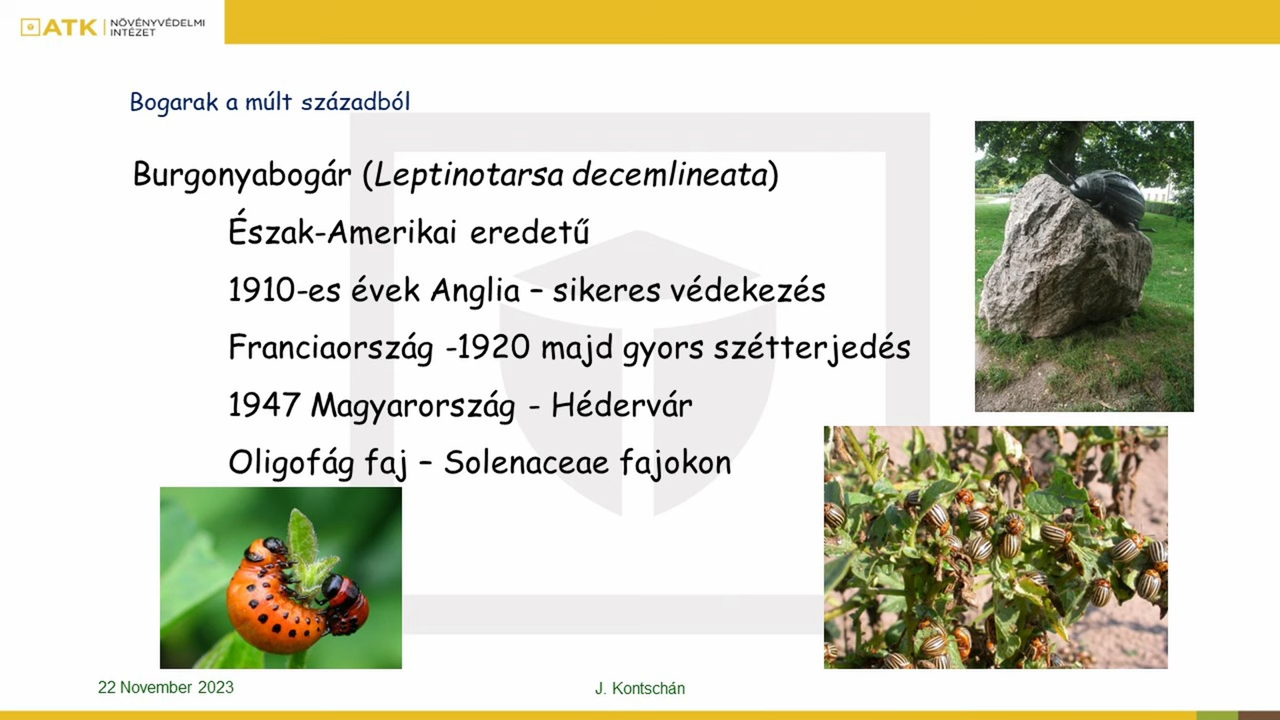 ATK NÖVÉNYVÉDELMI
INTÉZET
Bogarak a múlt századból
Burgonyabogár (Leptinotarsa decemlineata)
Észak-Amerikai eredetű
1910-es évek Anglia – sikeres védekezés
Franciaország -1920 majd gyors szétterjedés
1947 Magyarország - Hédervár
Oligofág faj – Solenaceae fajokon
22 November 2023
J. Kontschán